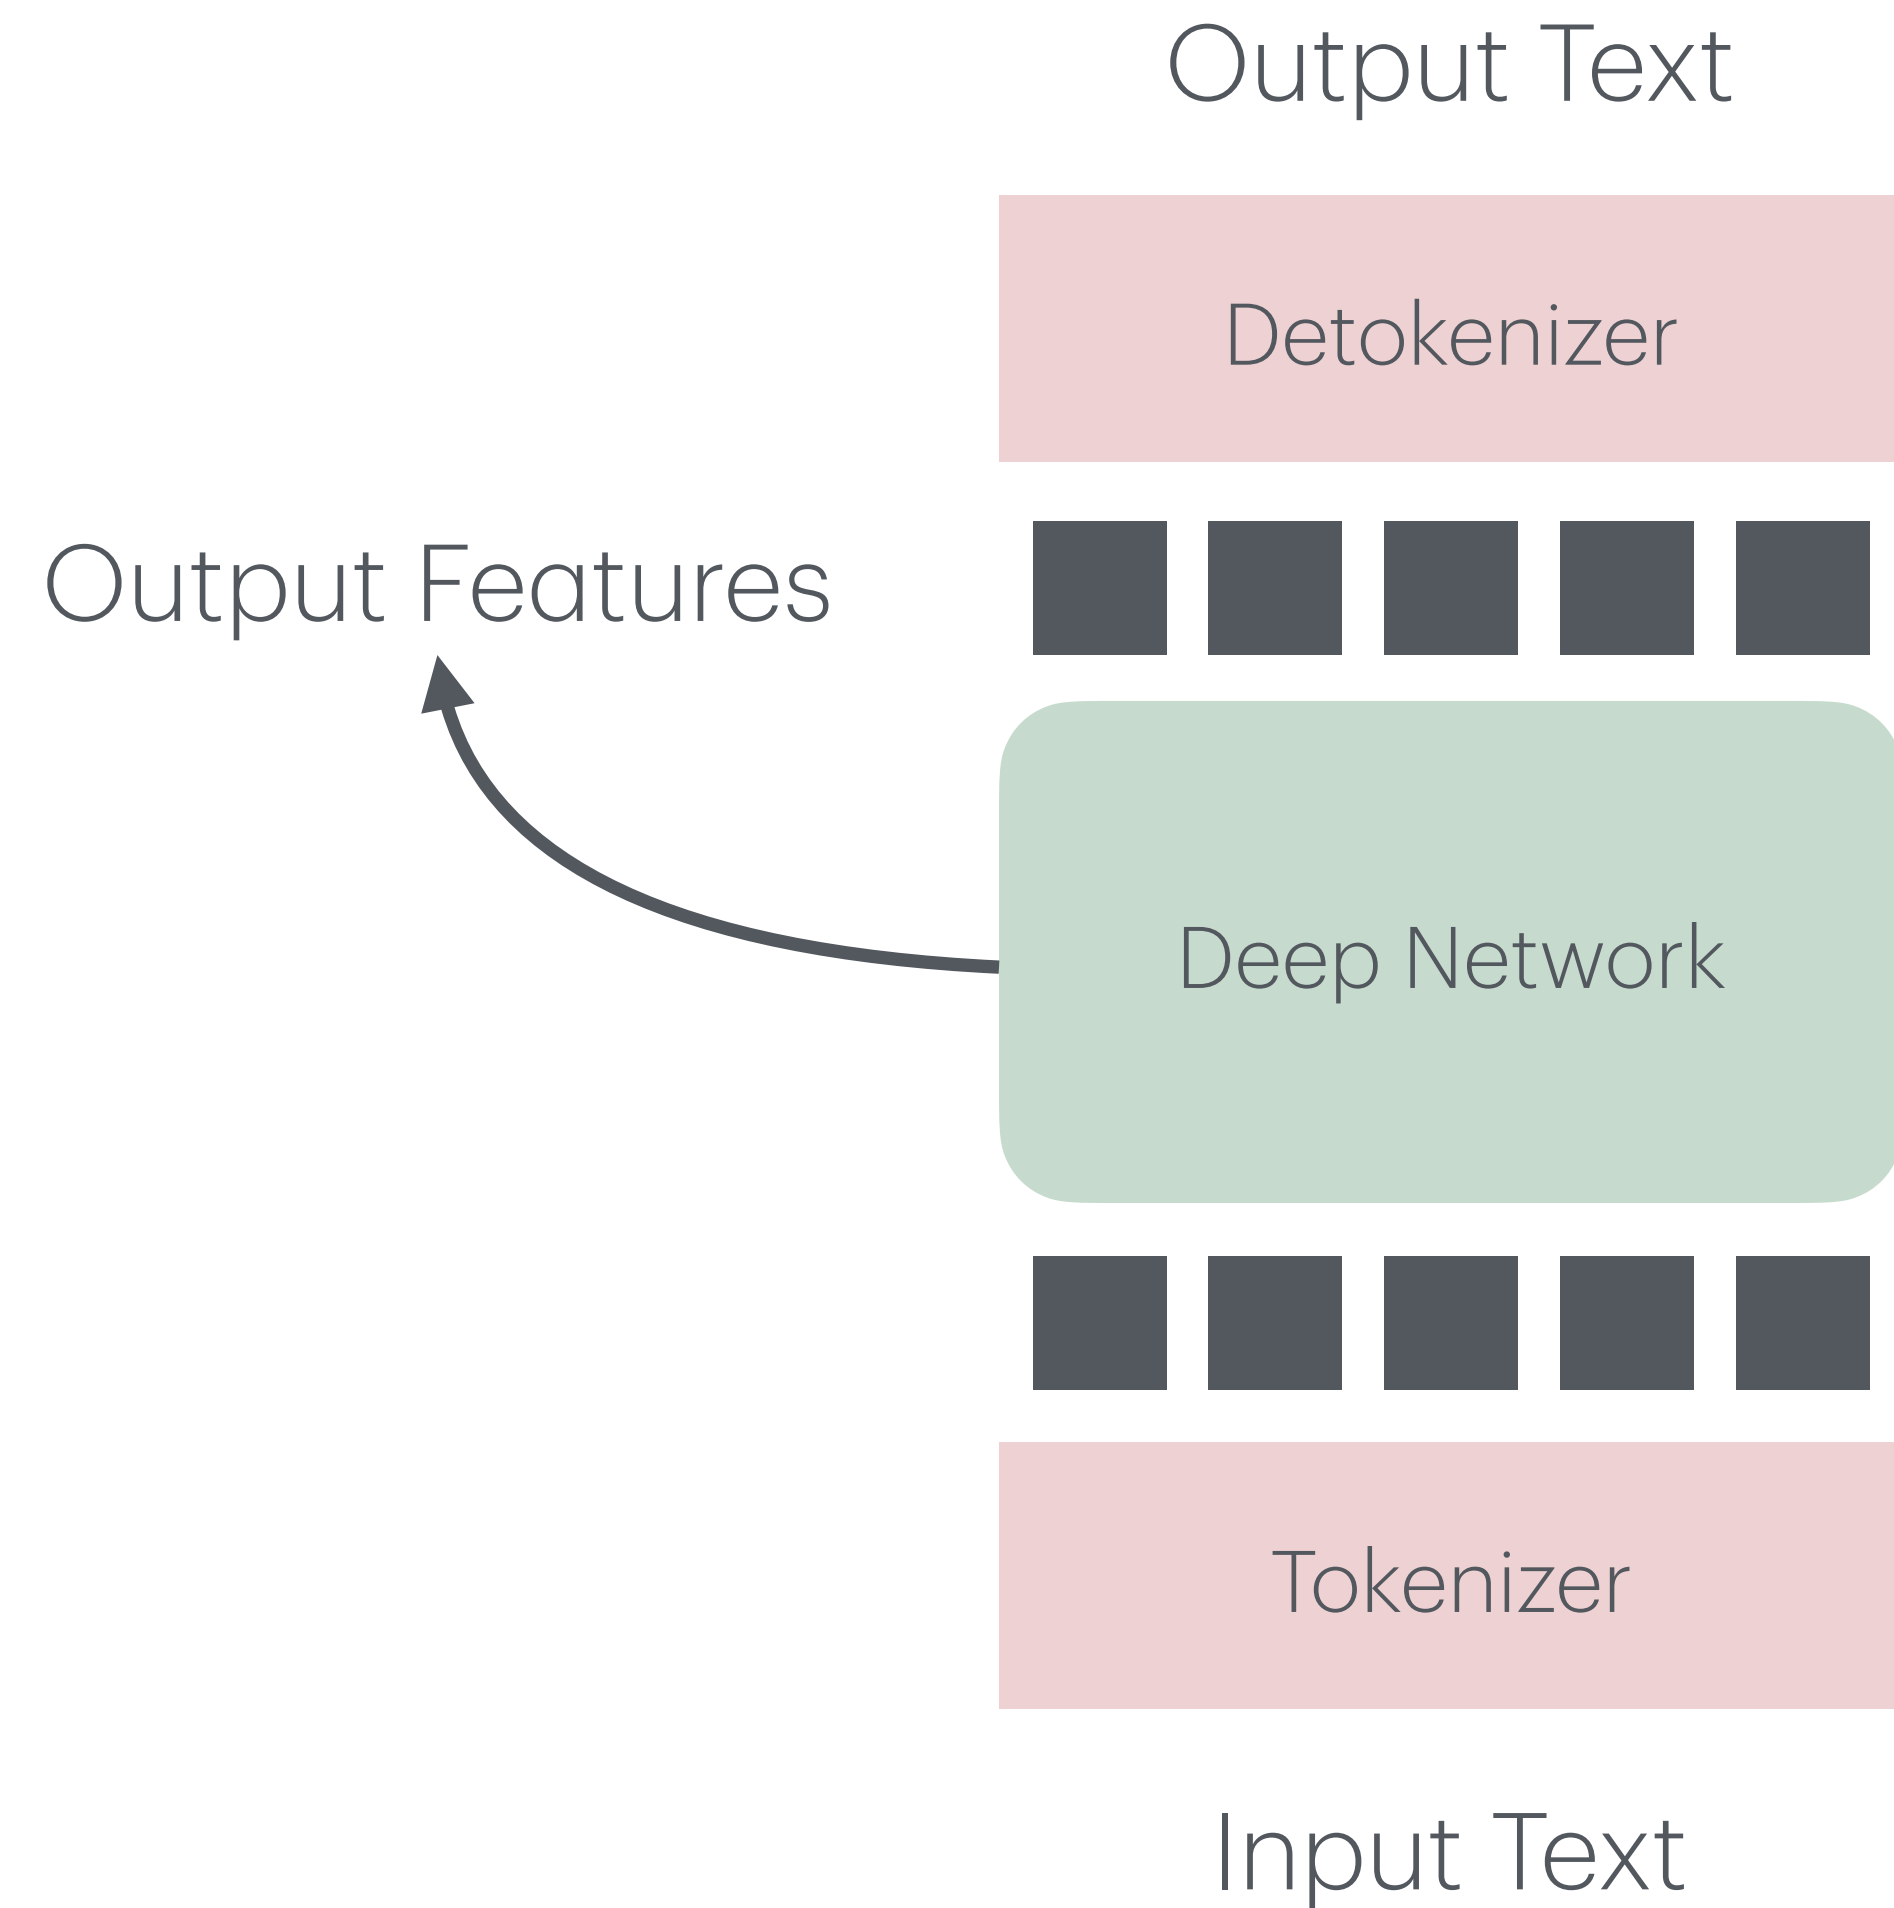 Output Text
Detokenizer
Output Features
Deep Network
Tokenizer
Input Text